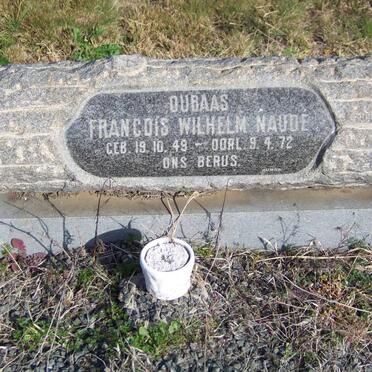 OUBAAS
FRANCOIS WILHELM NAUDE
GEB. 19.10.49 – OORL. 9.4.72
ONS BERUS.